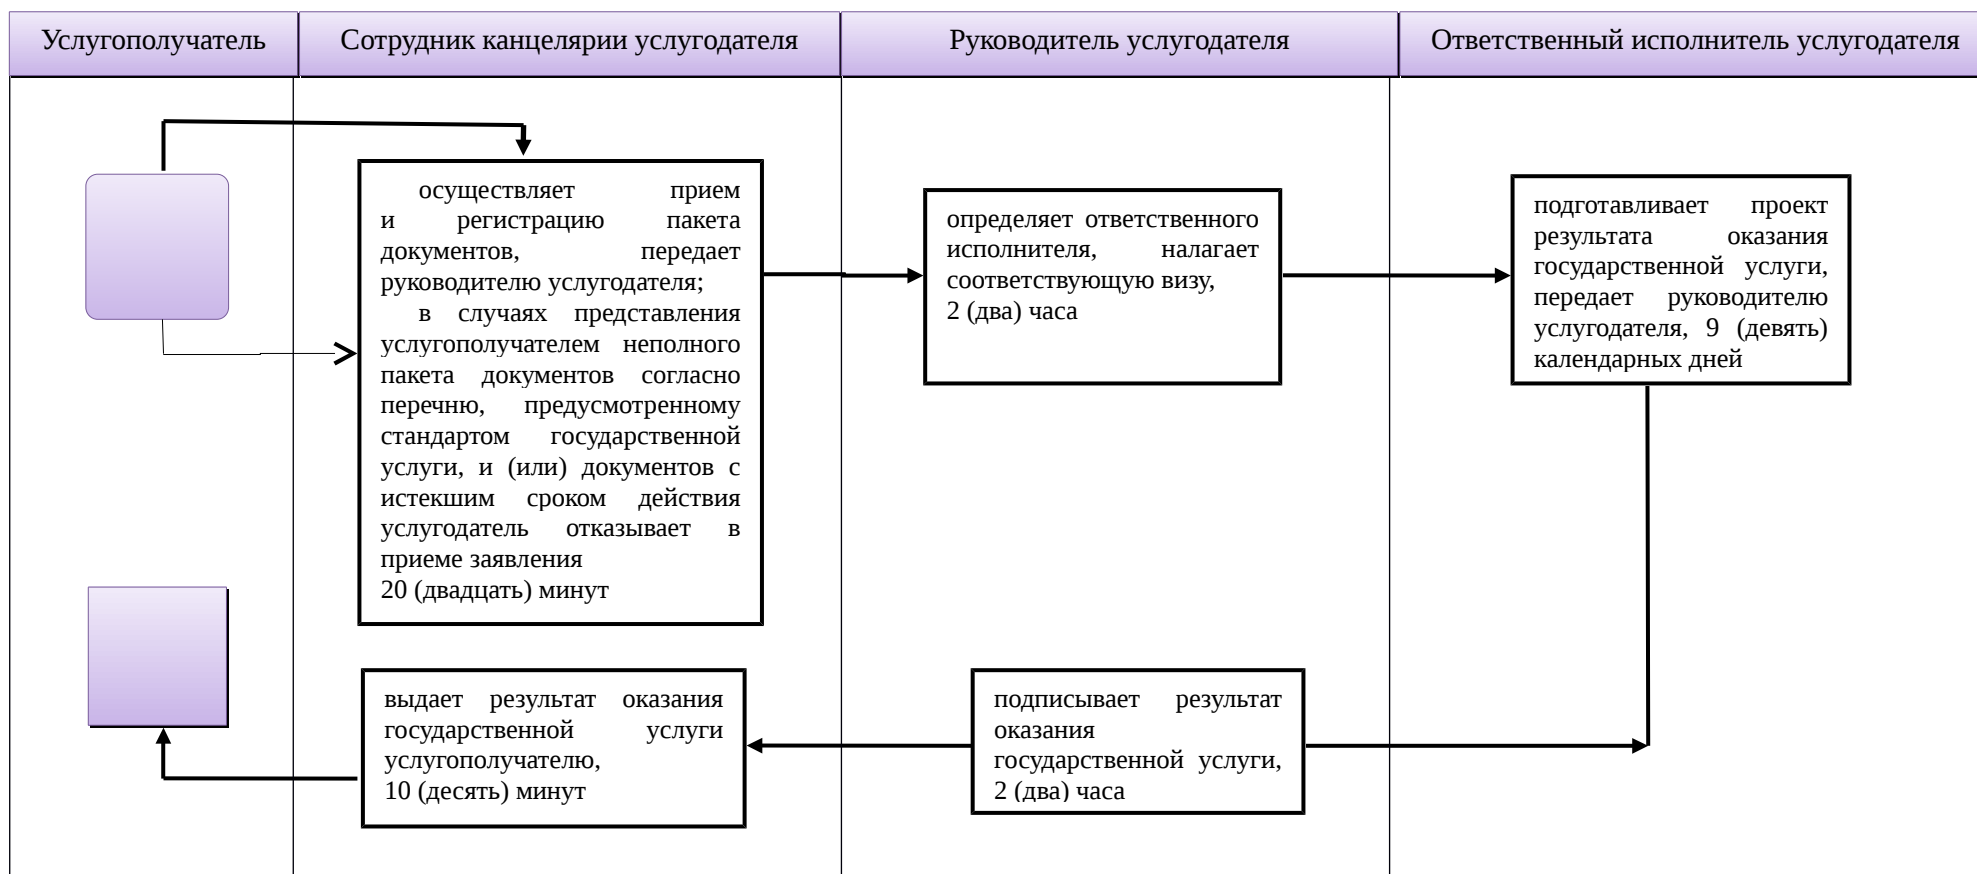 Услугополучатель
Сотрудник канцелярии услугодателя
Руководитель услугодателя
Ответственный исполнитель услугодателя
осуществляет прием
и регистрацию пакета
документов, передает
руководителю услугодателя;
в случаях представления
услугополучателем неполного
пакета документов согласно
перечню, предусмотренному
стандартом государственной
услуги, и (или) документов с
истекшим сроком действия
услугодатель отказывает в
приеме заявления
20 (двадцать) минут
определяет ответственного
исполнителя, налагает
соответствующую визу,
2 (два) часа
подготавливает проект
результата оказания
государственной услуги,
передает руководителю
услугодателя, 9 (девять)
календарных дней
выдает результат оказания
государственной услуги
услугополучателю,
10 (десять) минут
подписывает результат
оказания
государственной услуги,
2 (два) часа